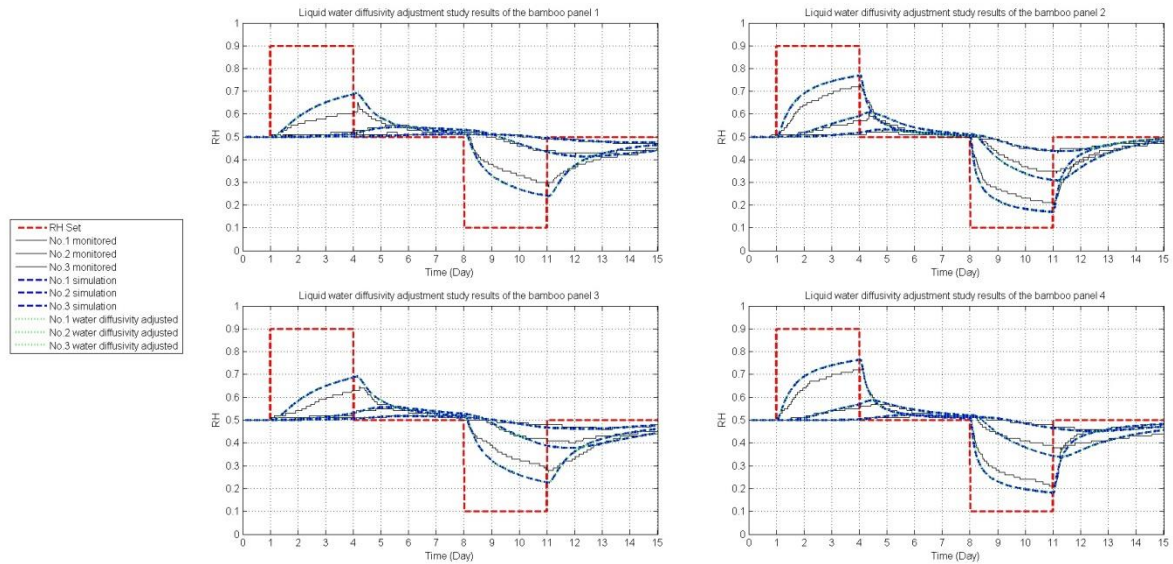 Liquid water diffusivity adjustment study results of the bamboo panel 1
1
0.9
0.8
0.7
0.6
0.5
0.4
0.3
0.2
0.1
0
RH
0 1 2 3 4 5 6 7 8 9 10 11 12 13 14 15
Time (Day)
Liquid water diffusivity adjustment study results of the bamboo panel 2
1
0.9
0.8
0.7
0.6
0.5
0.4
0.3
0.2
0.1
0
RH
0 1 2 3 4 5 6 7 8 9 10 11 12 13 14 15
Time (Day)
RH Set
No.1 monitored
No.2 monitored
No.3 monitored
No.1 simulation
No.2 simulation
No.3 simulation
No.1 water diffusivity adjusted
No.2 water diffusivity adjusted
No.3 water diffusivity adjusted
Liquid water diffusivity adjustment study results of the bamboo panel 3
1
0.9
0.8
0.7
0.6
0.5
0.4
0.3
0.2
0.1
0
RH
0 1 2 3 4 5 6 7 8 9 10 11 12 13 14 15
Time (Day)
Liquid water diffusivity adjustment study results of the bamboo panel 4
1
0.9
0.8
0.7
0.6
0.5
0.4
0.3
0.2
0.1
0
RH
0 1 2 3 4 5 6 7 8 9 10 11 12 13 14 15
Time (Day)